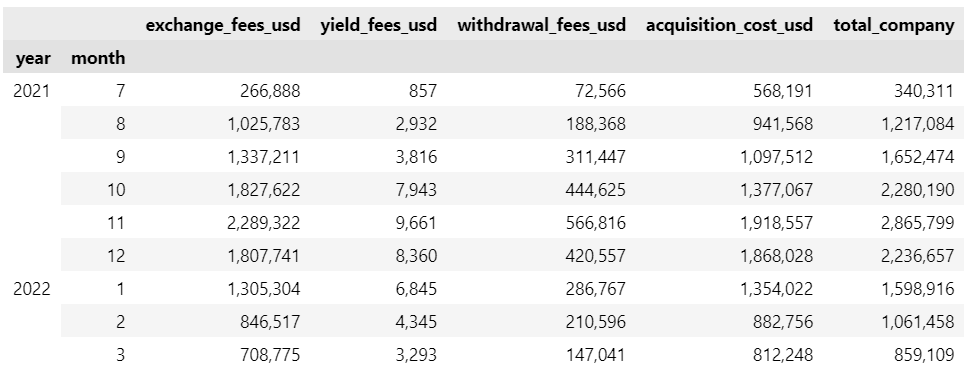 exchange_fees_usd yield_fees_usd withdrawal_fees_usd acquisition_cost_usd total_company
year month
2021 7 266,888 857 72,566 568,191 340,311
8 1,025,783 2,932 188,368 941,568 1,217,084
9 1,337,211 3,816 311,447 1,097,512 1,652,474
10 1,827,622 7,943 444,625 1,377,067 2,280,190
11 2,289,322 9,661 566,816 1,918,557 2,865,799
12 1,807,741 8,360 420,557 1,868,028 2,236,657
2022 1 1,305,304 6,845 286,767 1,354,022 1,598,916
2 846,517 4,345 210,596 882,756 1,061,458
3 708,775 3,293 147,041 812,248 859,109